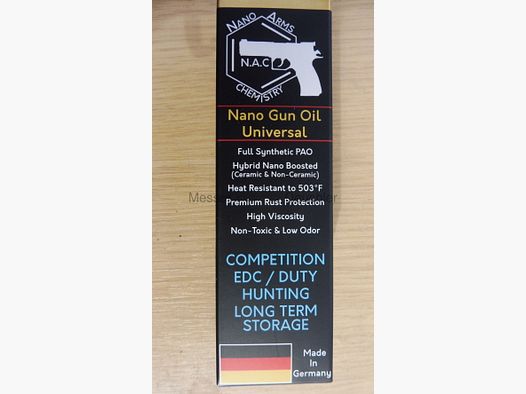 NANO ARMS
N.A.C
CHEMISTRY
Nano Gun Oil
Universal
Full Synthetic PAO
Hybrid Nano Boosted
(Ceramic & Non-Ceramic)
Heat Resistant to 503°F
Premium Rust Protection
High Viscosity
Non-Toxic & Low Odor
COMPETITION
EDC / DUTY
HUNTING
LONG TERM
STORAGE
Made
In
Germany